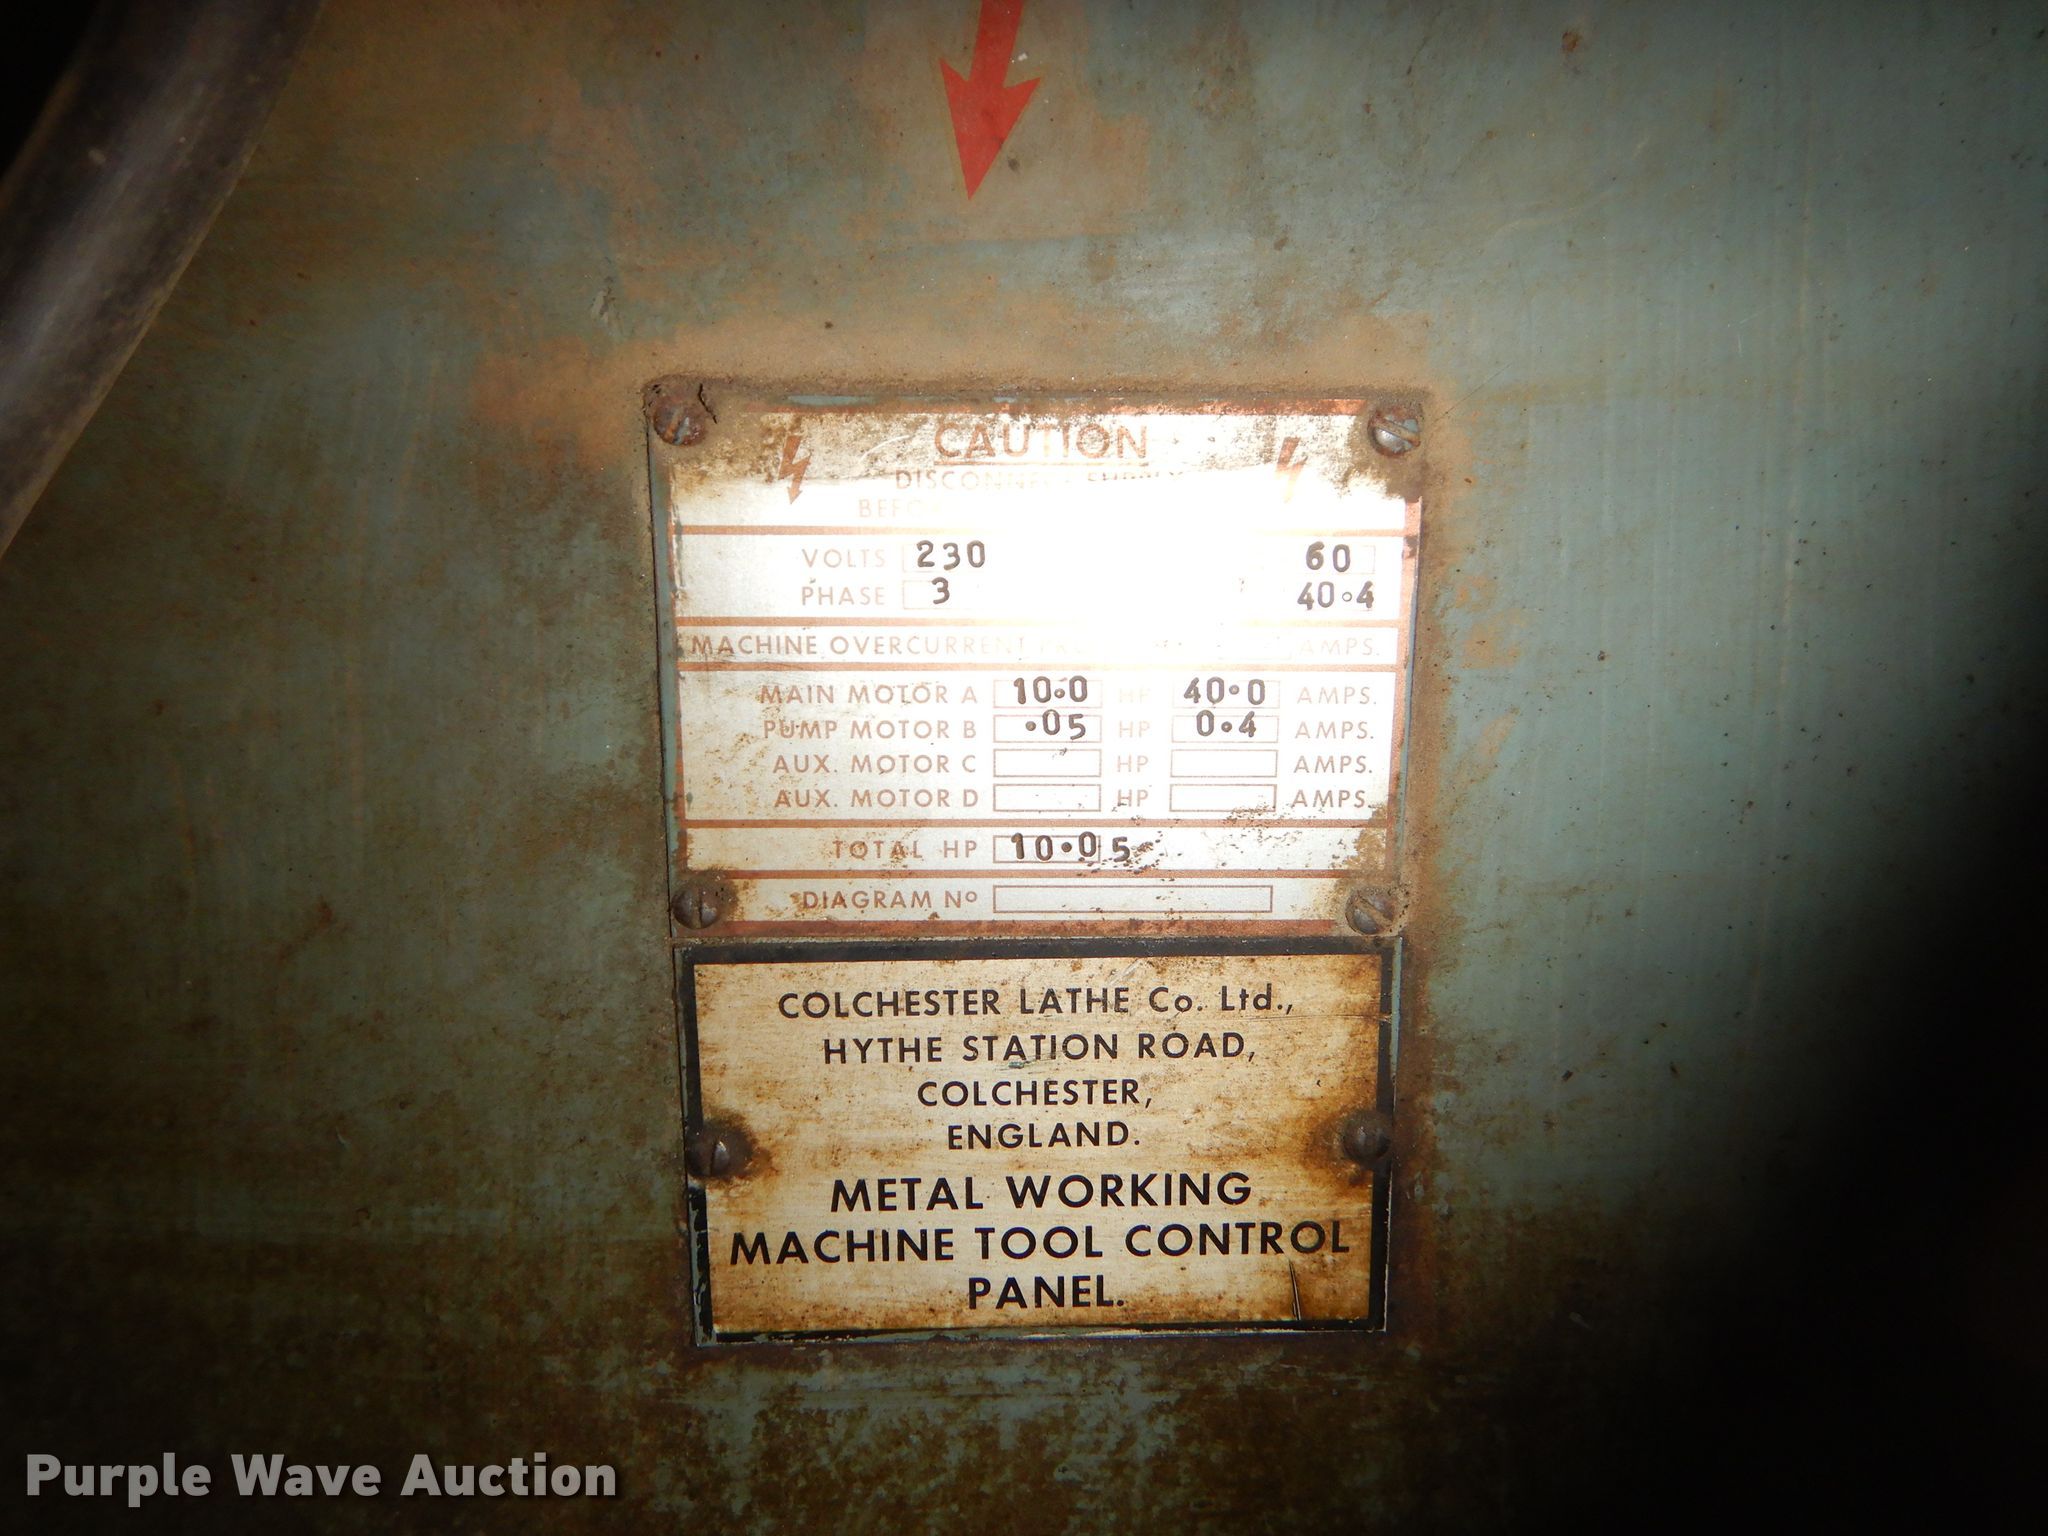 CAUTION
DISCONNECT SUPPLY
VOLTS 230 60
PHASE 3 40.4
MACHINE OVERCURRENT AMPS.
MAIN MOTOR A 10.0 HP 40.0 AMPS.
PUMP MOTOR B .05 HP 0.4 AMPS.
AUX. MOTOR C HP AMPS.
AUX. MOTOR D HP AMPS.
TOTAL HP 10.05
DIAGRAM No
COLCHESTER LATHE Co. Ltd.,
HYTHE STATION ROAD,
COLCHESTER,
ENGLAND.
METAL WORKING
MACHINE TOOL CONTROL
PANEL.
Purple Wave Auction